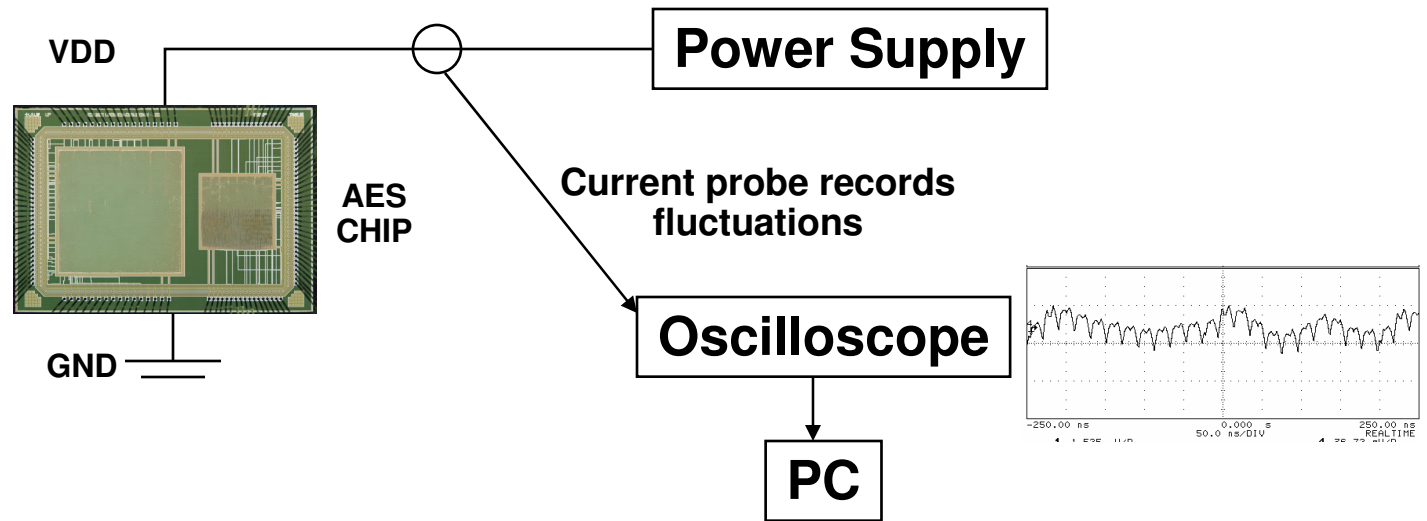 VDD
Power Supply
AES
CHIP
Current probe records
fluctuations
Oscilloscope
GND
-250.00 ns
0.000 s
250.00 ns
50.0 ns/DIV
REALTIME
PC